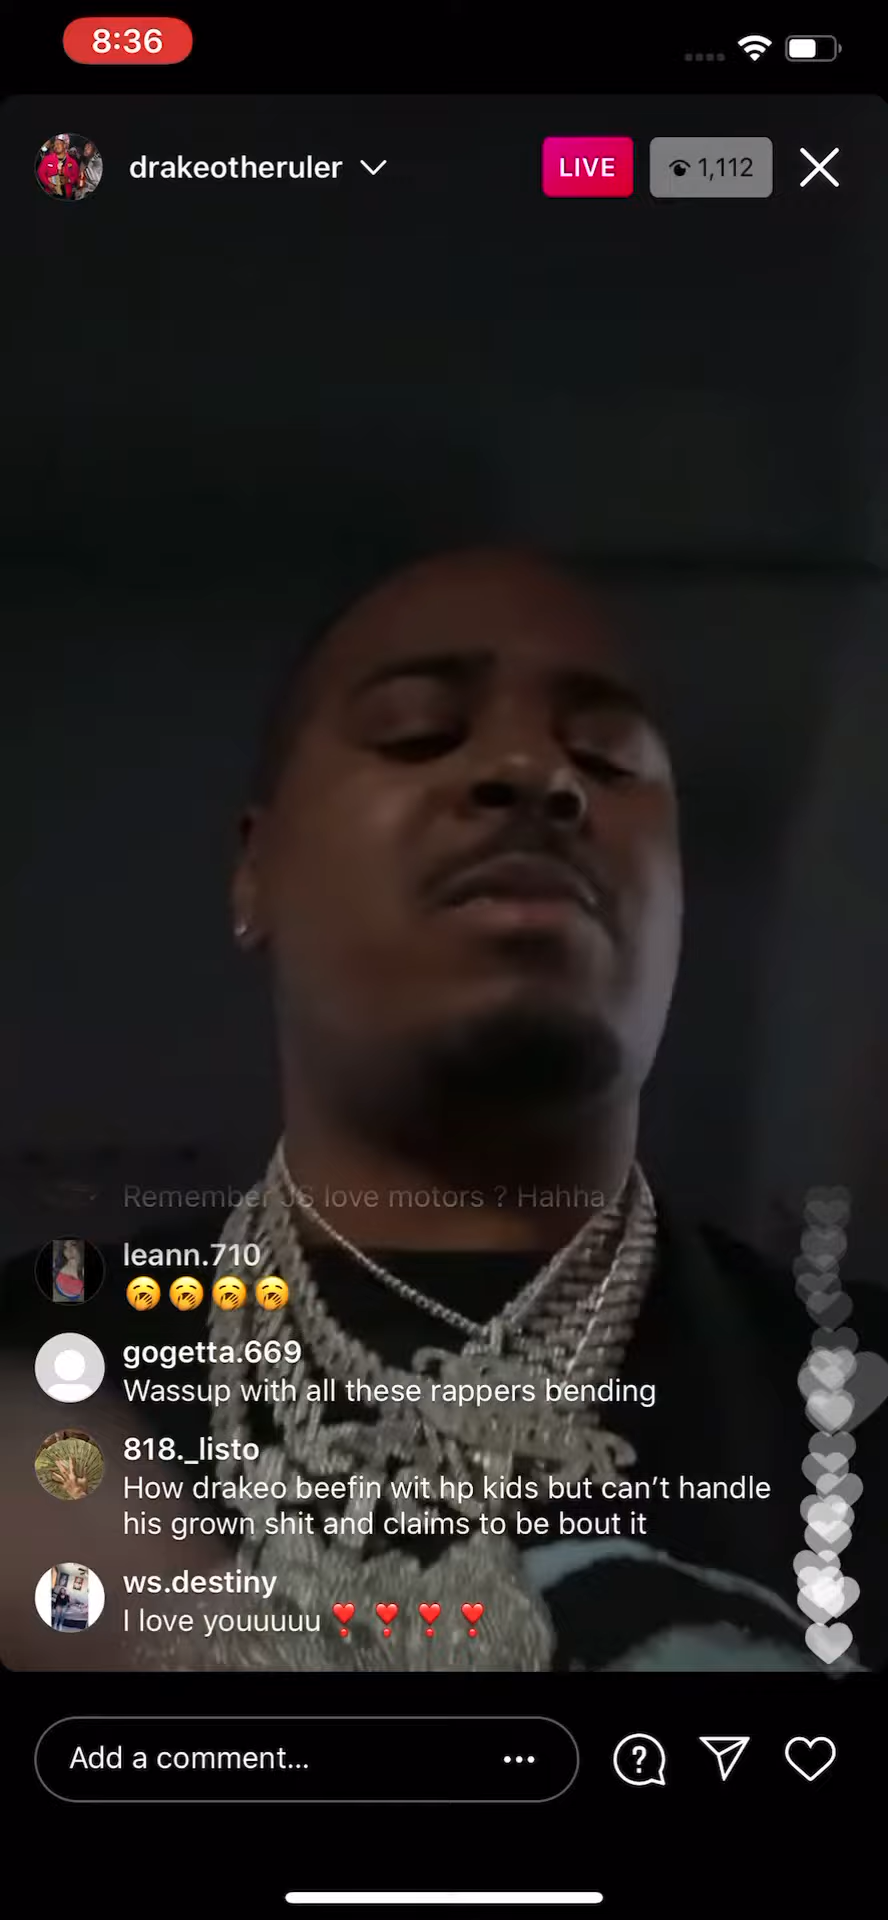 8:36
drakeotheruler
LIVE
1,112
Remember JS love motors ? Hahha
leann.710
🥱🥱🥱🥱
gogetta.669
Wassup with all these rappers bending
818._listo
How drakeo beefin wit hp kids but can’t handle
his grown shit and claims to be bout it
ws.destiny
I love youuuuu ❣️❣️❣️❣️
Add a comment...